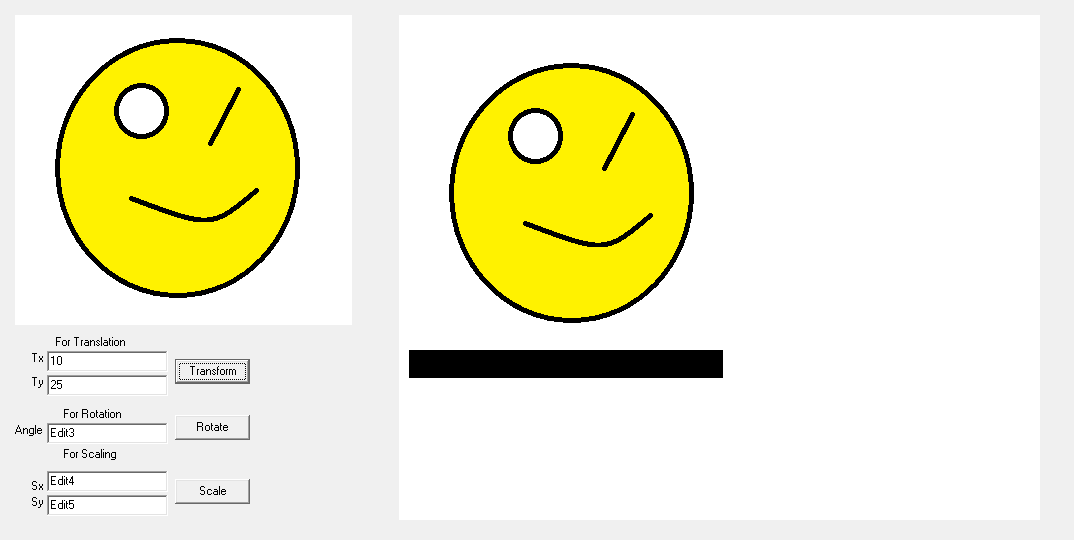 For Translation
Tx 10
Transform
Ty 25
For Rotation
Angle Edit3
Rotate
For Scaling
Sx Edit4
Scale
Sy Edit5